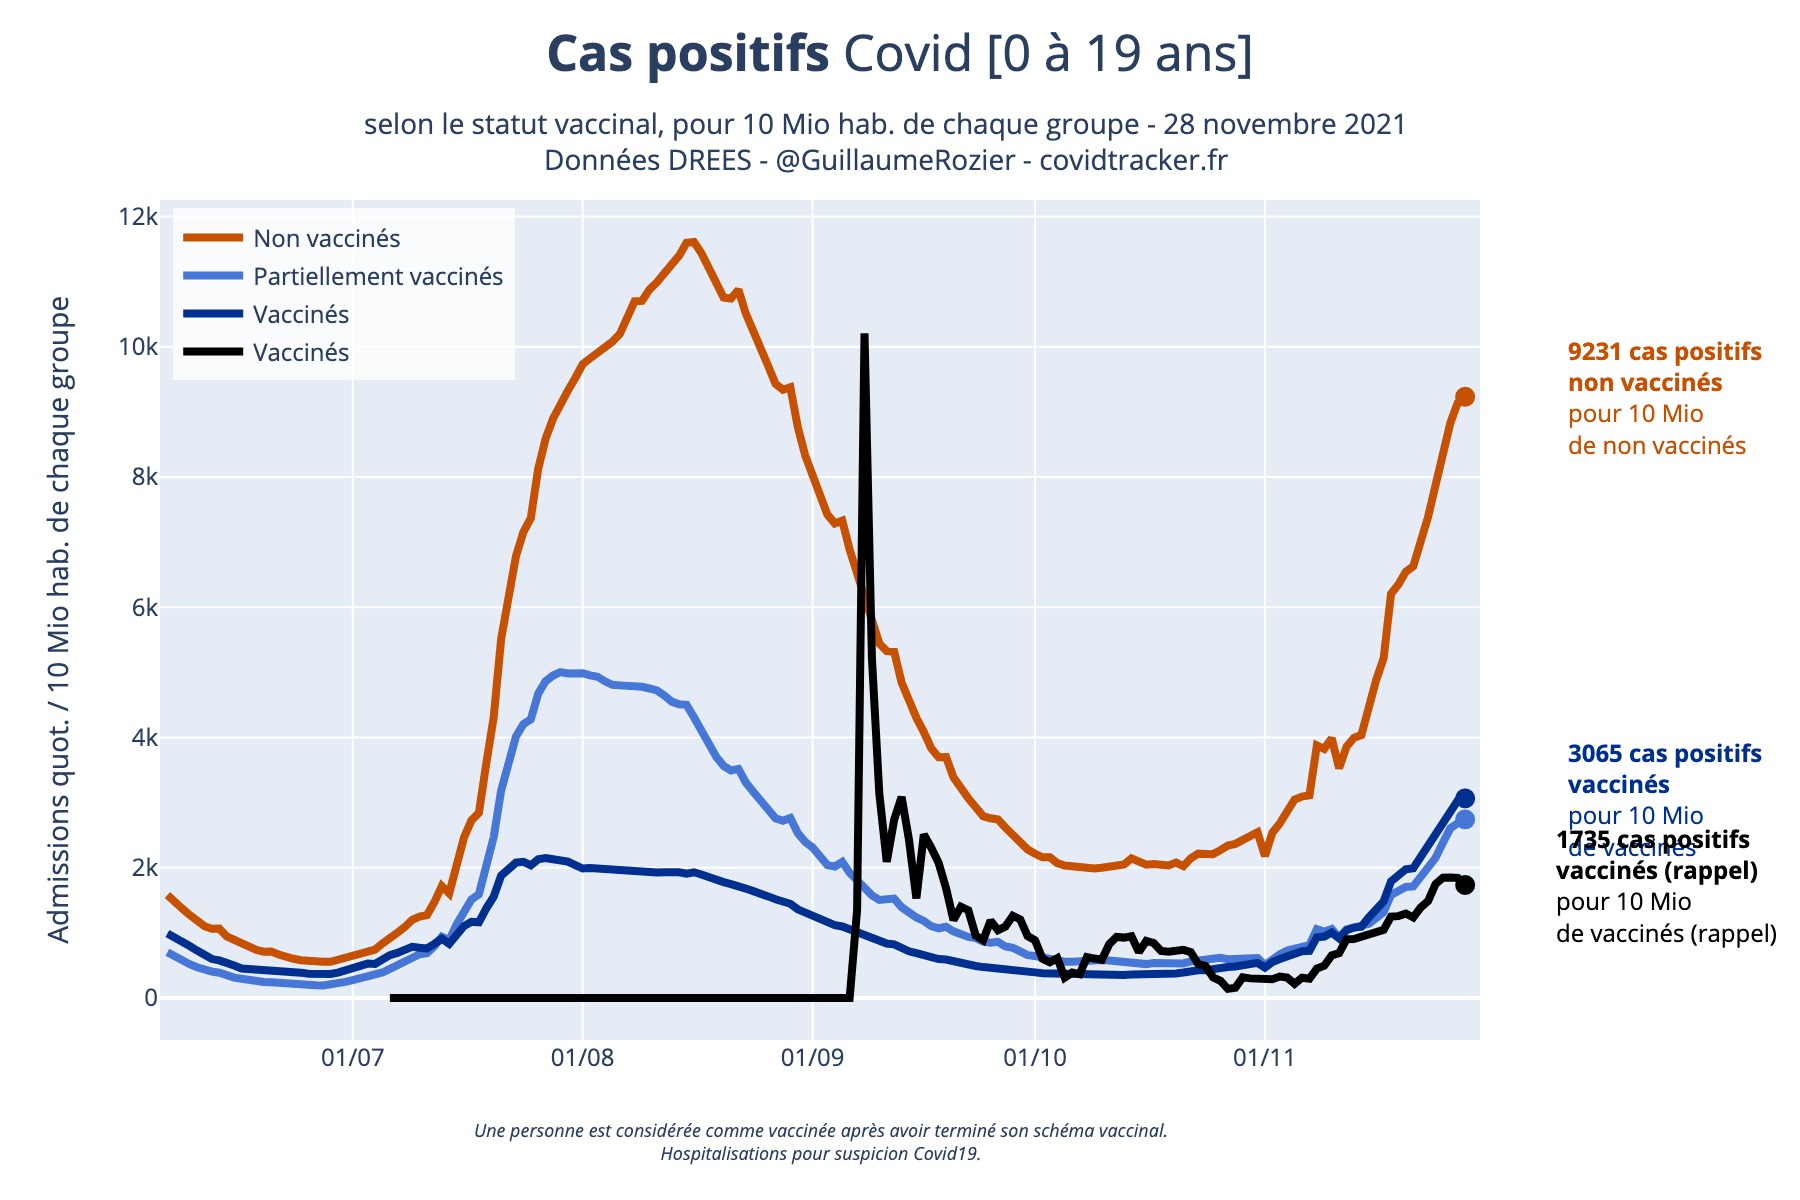 Cas positifs Covid [0 à 19 ans]
selon le statut vaccinal, pour 10 Mio hab. de chaque groupe - 28 novembre 2021
Données DREES - @GuillaumeRozier - covidtracker.fr
Admissions quot. / 10 Mio hab. de chaque groupe
12k
10k
8k
6k
4k
2k
0
Non vaccinés
Partiellement vaccinés
Vaccinés
Vaccinés
9231 cas positifs
non vaccinés
pour 10 Mio
de non vaccinés
3065 cas positifs
vaccinés
pour 10 Mio
de vaccinés
1735 cas positifs
vaccinés (rappel)
pour 10 Mio
de vaccinés (rappel)
01/07
01/08
01/09
01/10
01/11
Une personne est considérée comme vaccinée après avoir terminé son schéma vaccinal.
Hospitalisations pour suspicion Covid19.